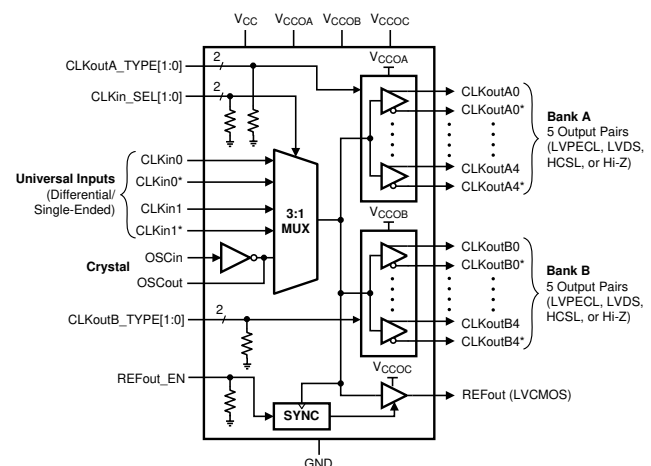 VCC VCCOA VCCOB VCCOC
CLKoutA_TYPE[1:0] 2
CLKin_SEL[1:0] 2
VCCOA
CLKoutA0
CLKoutA0*
CLKoutA4
CLKoutA4*
Bank A
5 Output Pairs
(LVPECL, LVDS,
HCSL, or Hi-Z)
Universal Inputs
(Differential/
Single-Ended)
CLKin0
CLKin0*
CLKin1
CLKin1*
3:1
MUX
Crystal
OSCin
OSCout
VCCOB
CLKoutB0
CLKoutB0*
CLKoutB4
CLKoutB4*
Bank B
5 Output Pairs
(LVPECL, LVDS,
HCSL, or Hi-Z)
CLKoutB_TYPE[1:0] 2
REFout_EN
SYNC
VCCOC
REFout (LVCMOS)
GND